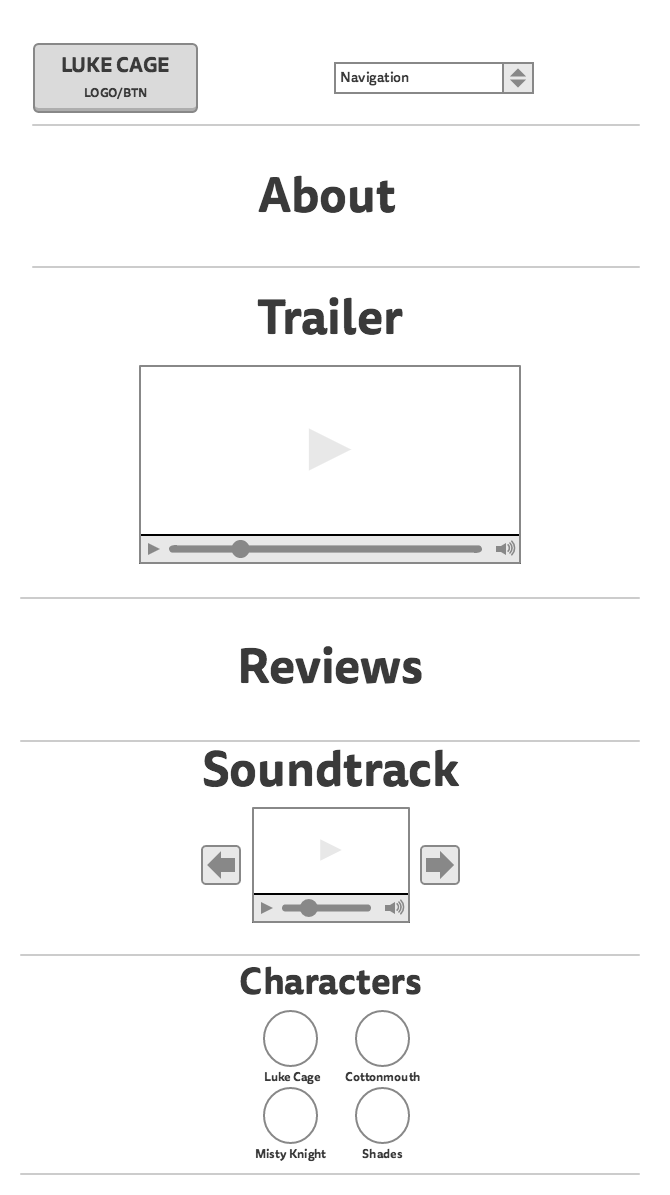 LUKE CAGE
LOGO/BTN
Navigation
About
Trailer
Reviews
Soundtrack
Characters
Luke Cage Cottonmouth
Misty Knight Shades